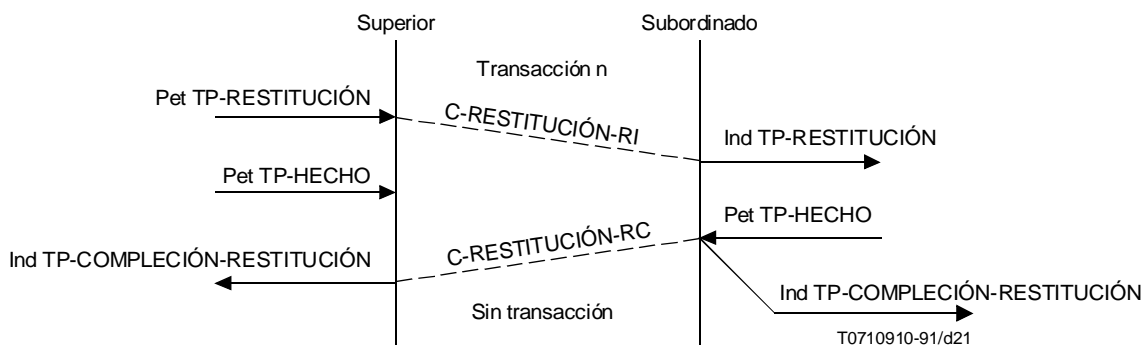 Superior
Subordinado
Transacción n
Pet TP-RESTITUCIÓN
C-RESTITUCIÓN-RI
Ind TP-RESTITUCIÓN
Pet TP-HECHO
Pet TP-HECHO
C-RESTITUCIÓN-RC
Ind TP-COMPLECIÓN-RESTITUCIÓN
Ind TP-COMPLECIÓN-RESTITUCIÓN
Sin transacción
T0710910-91/d21